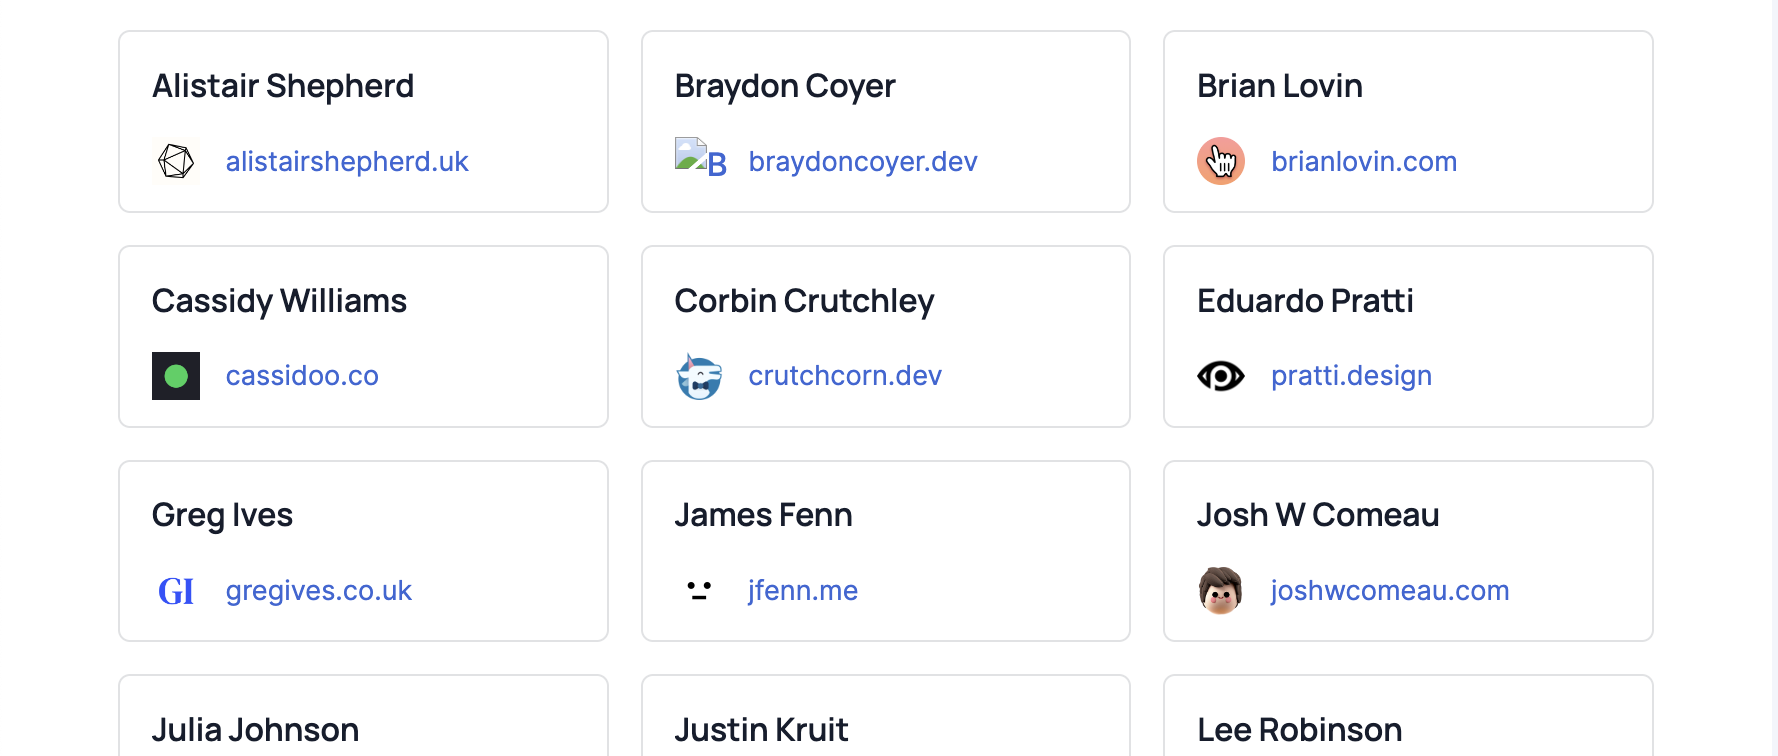 Alistair Shepherd
alistairshepherd.uk
Braydon Coyer
B braydoncoyer.dev
Brian Lovin
brianlovin.com
Cassidy Williams
cassidoo.co
Corbin Crutchley
crutchcorn.dev
Eduardo Pratti
pratti.design
Greg Ives
GI gregives.co.uk
James Fenn
jfenn.me
Josh W Comeau
joshwcomeau.com
Julia Johnson
Justin Kruit
Lee Robinson